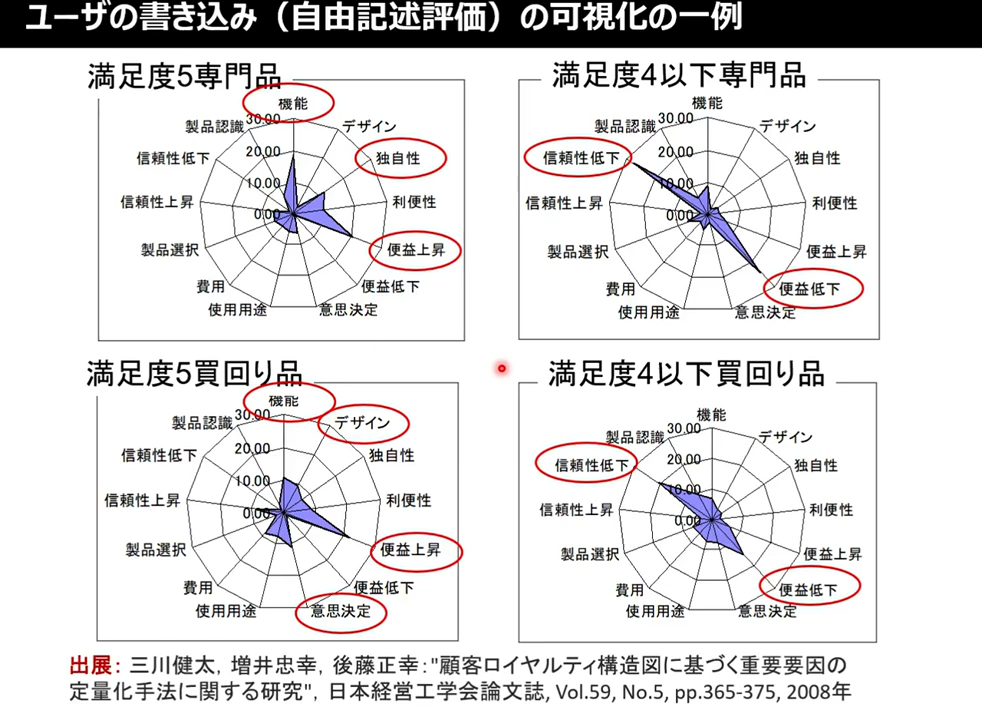 ユーザの書き込み（自由記述評価）の可視化の一例
満足度5専門品
機能
デザイン
独自性
利便性
便益上昇
便益低下
意思決定
使用用途
費用
製品選択
信頼性上昇
信頼性低下
製品認識
30.00
20.00
10.00
0.00
満足度4以下専門品
機能
デザイン
独自性
利便性
便益上昇
便益低下
意思決定
使用用途
費用
製品選択
信頼性上昇
信頼性低下
製品認識
30.00
20.00
10.00
0.00
満足度5買回り品
機能
デザイン
独自性
利便性
便益上昇
便益低下
意思決定
使用用途
費用
製品選択
信頼性上昇
信頼性低下
製品認識
30.00
20.00
10.00
0.00
満足度4以下買回り品
機能
デザイン
独自性
利便性
便益上昇
便益低下
意思決定
使用用途
費用
製品選択
信頼性上昇
信頼性低下
製品認識
30.00
20.00
10.00
0.00
出展：三川健太，増井忠幸，後藤正幸："顧客ロイヤルティ構造図に基づく重要要因の
定量化手法に関する研究"，日本経営工学会論文誌, Vol.59, No.5, pp.365-375, 2008年